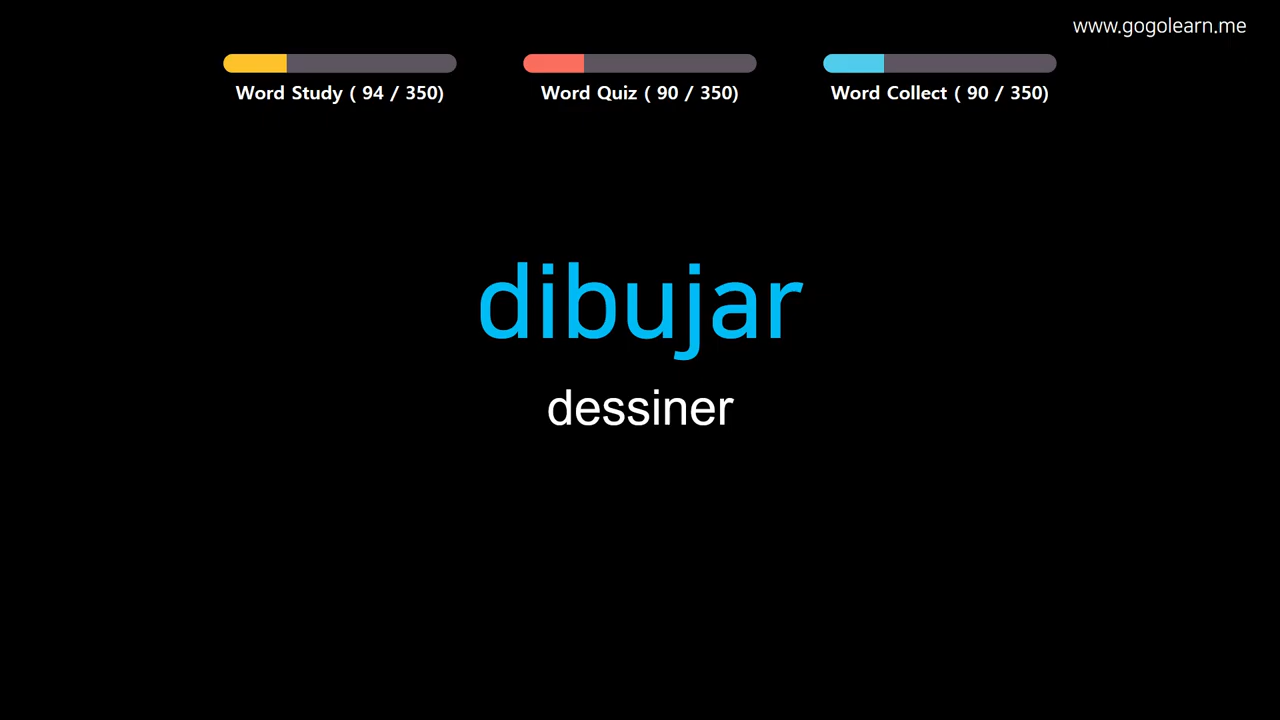 www.gogolearn.me
Word Study ( 94 / 350)
Word Quiz ( 90 / 350)
Word Collect ( 90 / 350)
dibujar
dessiner